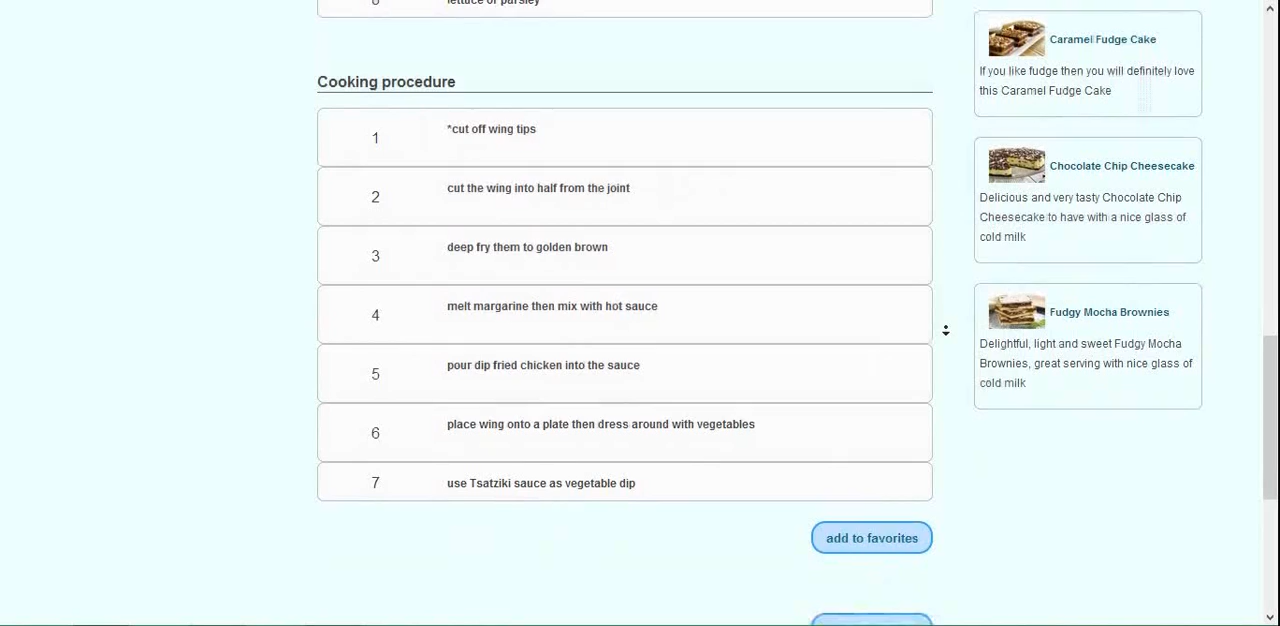 lettuce or parsley
Cooking procedure
1
*cut off wing tips
2
cut the wing into half from the joint
3
deep fry them to golden brown
4
melt margarine then mix with hot sauce
5
pour dip fried chicken into the sauce
6
place wing onto a plate then dress around with vegetables
7
use Tsatziki sauce as vegetable dip
add to favorites
Caramel Fudge Cake
If you like fudge then you will definitely love
this Caramel Fudge Cake
Chocolate Chip Cheesecake
Delicious and very tasty Chocolate Chip
Cheesecake to have with a nice glass of
cold milk
Fudgy Mocha Brownies
Delightful, light and sweet Fudgy Mocha
Brownies, great serving with nice glass of
cold milk